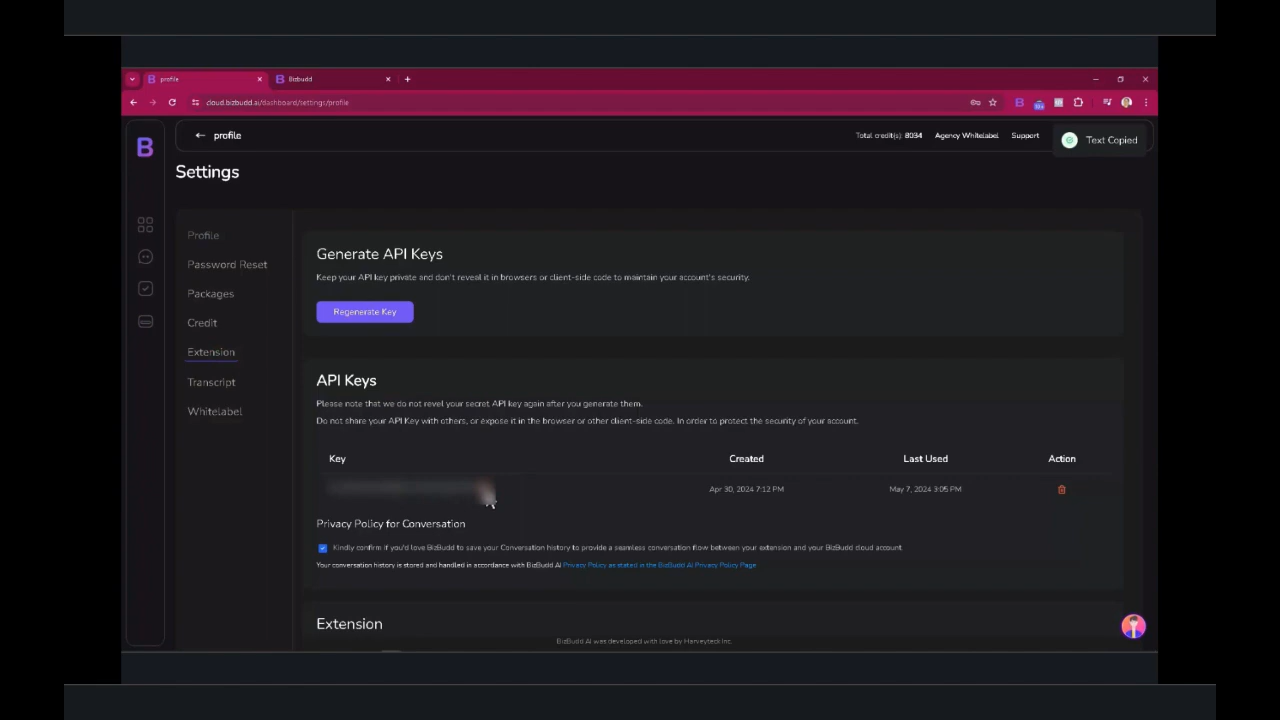 profile
Bizbudd
cloud.bizbudd.ai/dashboard/settings/profile
B
profile
Total credit(s): 8034
Agency Whitelabel
Support
Text Copied
Settings
Profile
Password Reset
Packages
Credit
Extension
Transcript
Whitelabel
Generate API Keys
Keep your API key private and don't reveal it in browsers or client-side code to maintain your account's security.
Regenerate Key
API Keys
Please note that we do not revel your secret API key again after you generate them.
Do not share your API Key with others, or expose it in the browser or other client-side code. In order to protect the security of your account.
Key Created Last Used Action
Apr 30, 2024 7:12 PM May 7, 2024 3:05 PM
Privacy Policy for Conversation
Kindly confirm if you'd love BizBudd to save your Conversation history to provide a seamless conversation flow between your extension and your BizBudd cloud account.
Your conversation history is stored and handled in accordance with BizBudd AI Privacy Policy as stated in the BizBudd AI Privacy Policy Page
Extension
BizBudd AI was developed with love by Harveyteck Inc.